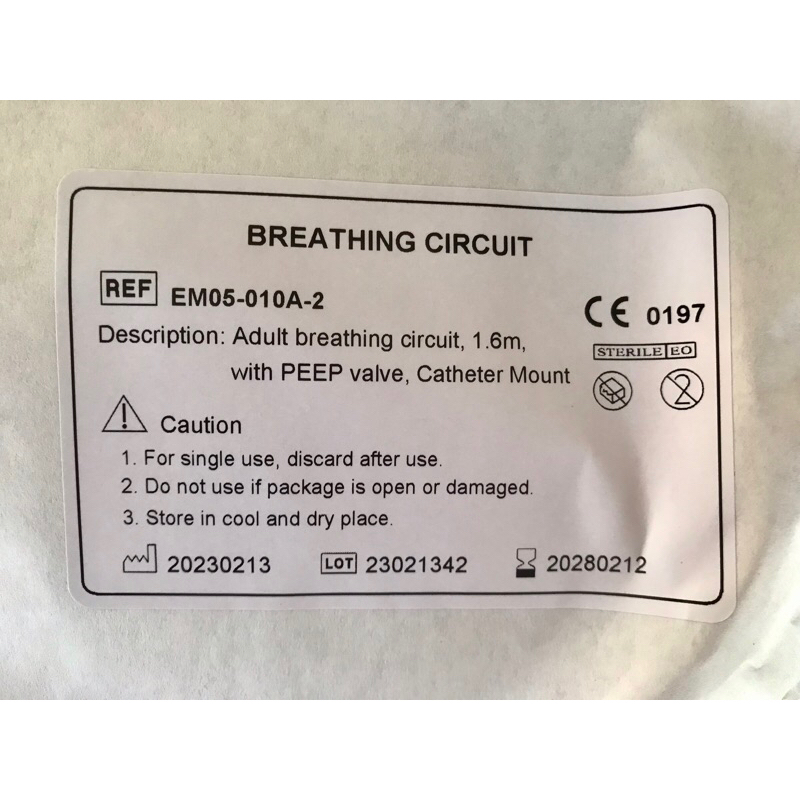 BREATHING CIRCUIT
REF EM05-010A-2
CE 0197
Description: Adult breathing circuit, 1.6m,
with PEEP valve, Catheter Mount
STERILE EO
2
Caution
1. For single use, discard after use.
2. Do not use if package is open or damaged.
3. Store in cool and dry place.
20230213 LOT 23021342 20280212